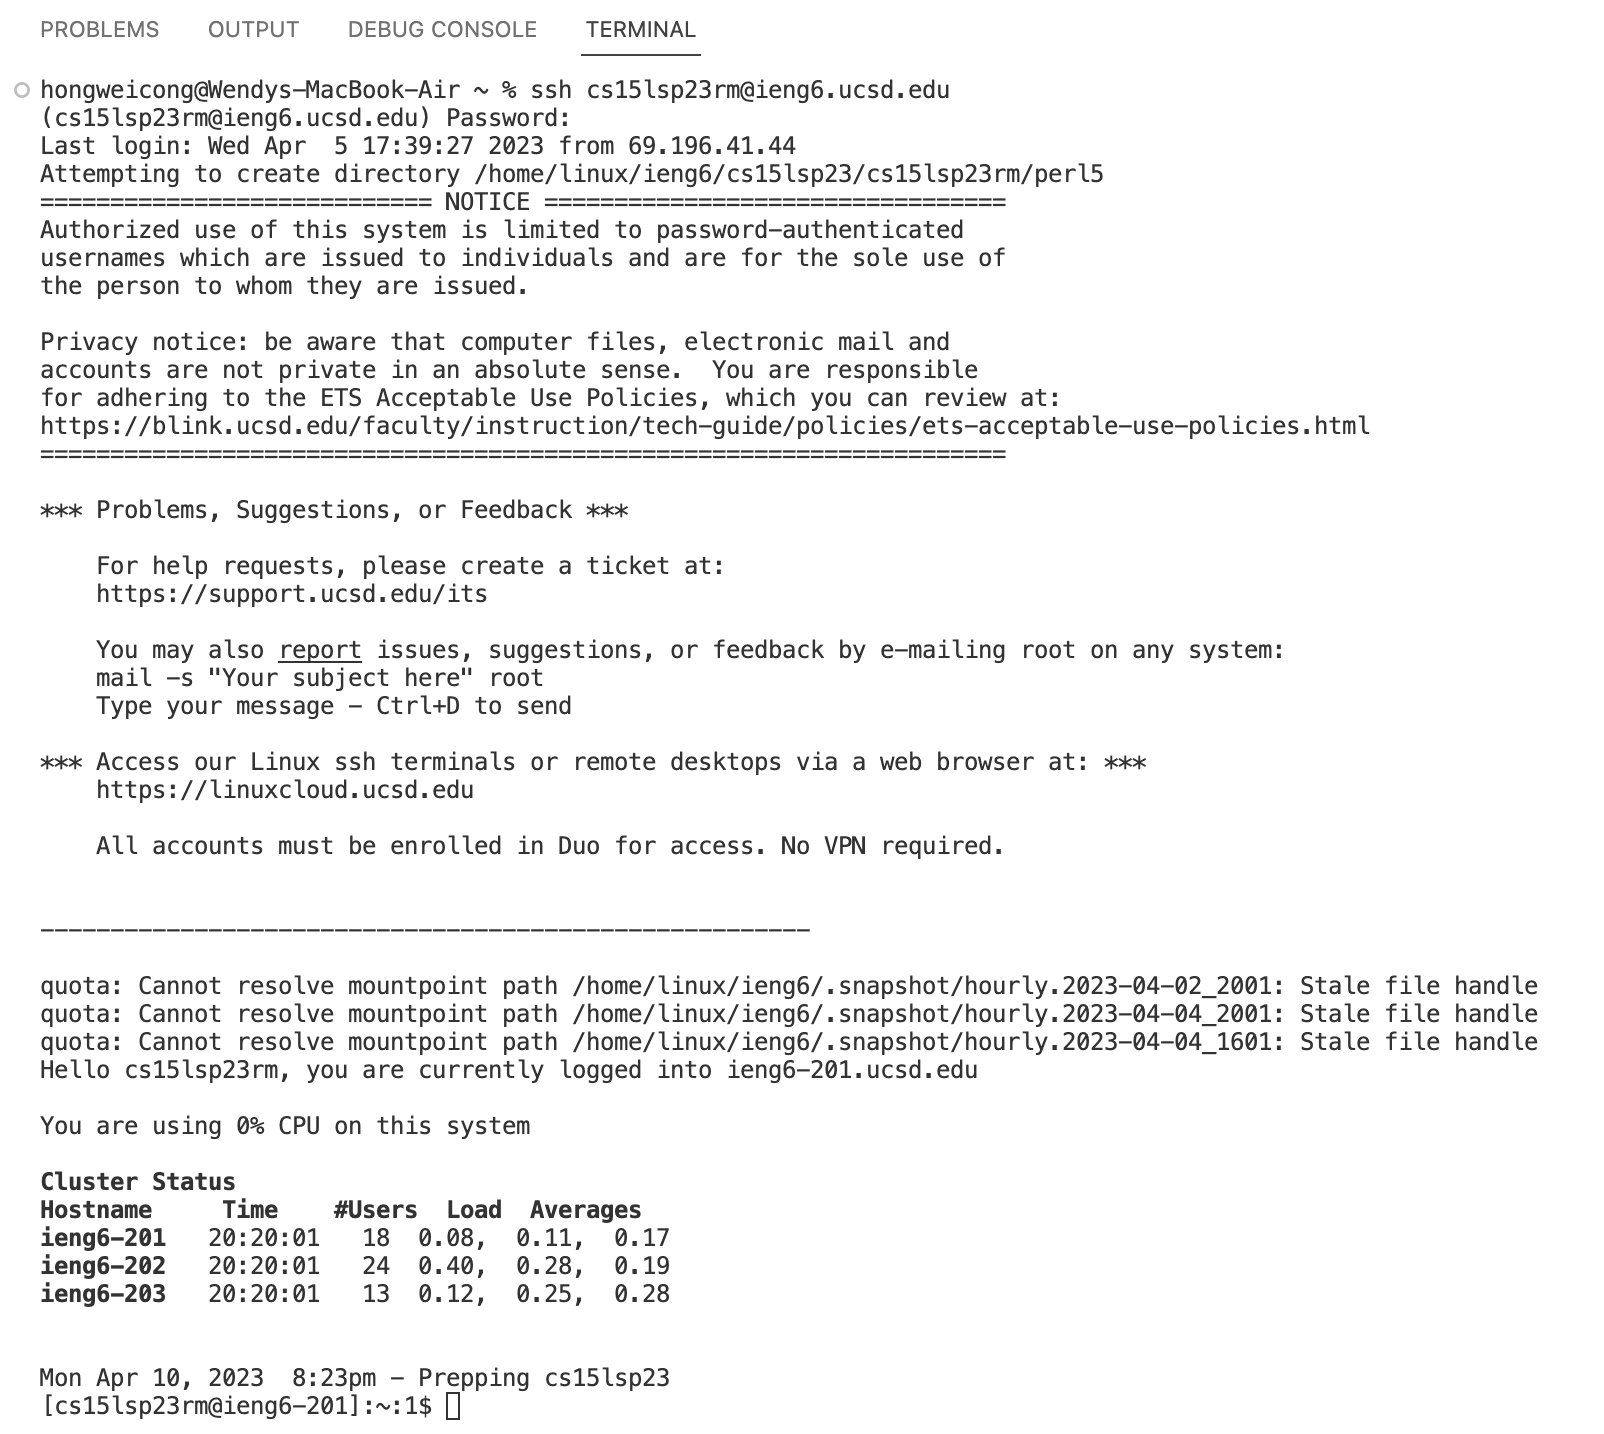 PROBLEMS OUTPUT DEBUG CONSOLE TERMINAL
hongweicong@Wendys-MacBook-Air ~ % ssh cs15lsp23rm@ieng6.ucsd.edu
(cs15lsp23rm@ieng6.ucsd.edu) Password:
Last login: Wed Apr  5 17:39:27 2023 from 69.196.41.44
Attempting to create directory /home/linux/ieng6/cs15lsp23/cs15lsp23rm/perl5
============================ NOTICE =================================
Authorized use of this system is limited to password-authenticated
usernames which are issued to individuals and are for the sole use of
the person to whom they are issued.

Privacy notice: be aware that computer files, electronic mail and
accounts are not private in an absolute sense.  You are responsible
for adhering to the ETS Acceptable Use Policies, which you can review at:
https://blink.ucsd.edu/faculty/instruction/tech-guide/policies/ets-acceptable-use-policies.html
=====================================================================

*** Problems, Suggestions, or Feedback ***

    For help requests, please create a ticket at:
    https://support.ucsd.edu/its

    You may also report issues, suggestions, or feedback by e-mailing root on any system:
    mail -s "Your subject here" root
    Type your message - Ctrl+D to send

*** Access our Linux ssh terminals or remote desktops via a web browser at: ***
    https://linuxcloud.ucsd.edu

    All accounts must be enrolled in Duo for access. No VPN required.

-------------------------------------------------------

quota: Cannot resolve mountpoint path /home/linux/ieng6/.snapshot/hourly.2023-04-02_2001: Stale file handle
quota: Cannot resolve mountpoint path /home/linux/ieng6/.snapshot/hourly.2023-04-04_2001: Stale file handle
quota: Cannot resolve mountpoint path /home/linux/ieng6/.snapshot/hourly.2023-04-04_1601: Stale file handle
Hello cs15lsp23rm, you are currently logged into ieng6-201.ucsd.edu

You are using 0% CPU on this system

Cluster Status
Hostname     Time    #Users  Load  Averages
ieng6-201   20:20:01   18  0.08,  0.11,  0.17
ieng6-202   20:20:01   24  0.40,  0.28,  0.19
ieng6-203   20:20:01   13  0.12,  0.25,  0.28

Mon Apr 10, 2023  8:23pm - Prepping cs15lsp23
[cs15lsp23rm@ieng6-201]:~:1$